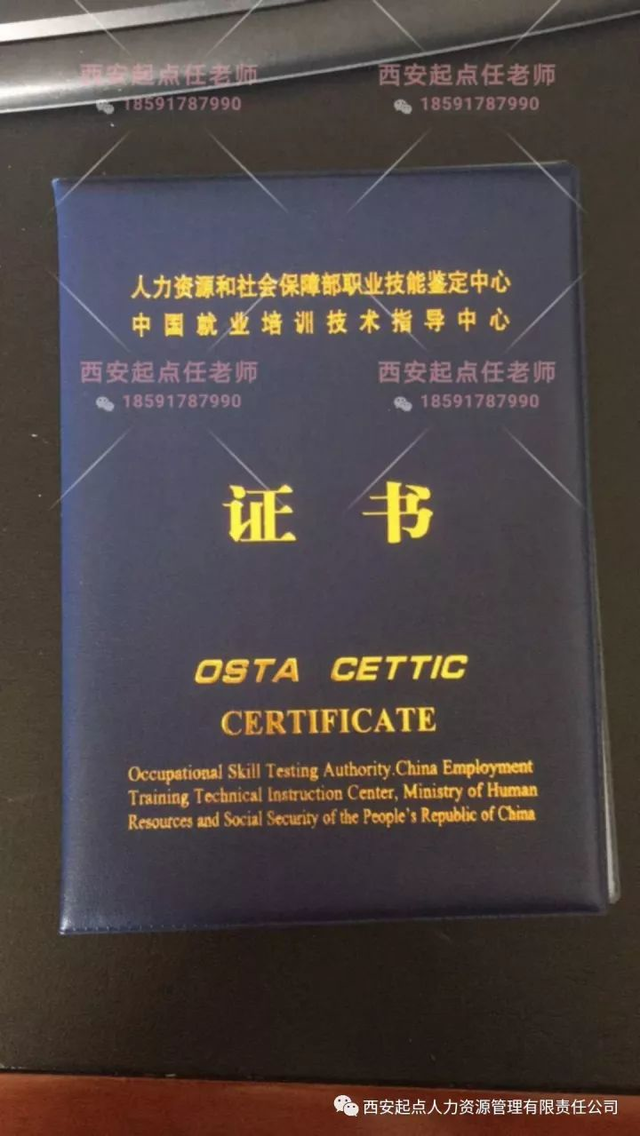 西安起点任老师 西安起点任老师
18591787990 18591787990
人力资源和社会保障部职业技能鉴定中心
中国就业培训技术指导中心
西安起点任老师 西安起点任老师
18591787990 18591787990
证书
OSTA CETTIC
CERTIFICATE
Occupational Skill Testing Authority.China Employment
Training Technical Instruction Center, Ministry of Human
Resources and Social Security of the People's Republic of China
西安起点人力资源管理有限责任公司